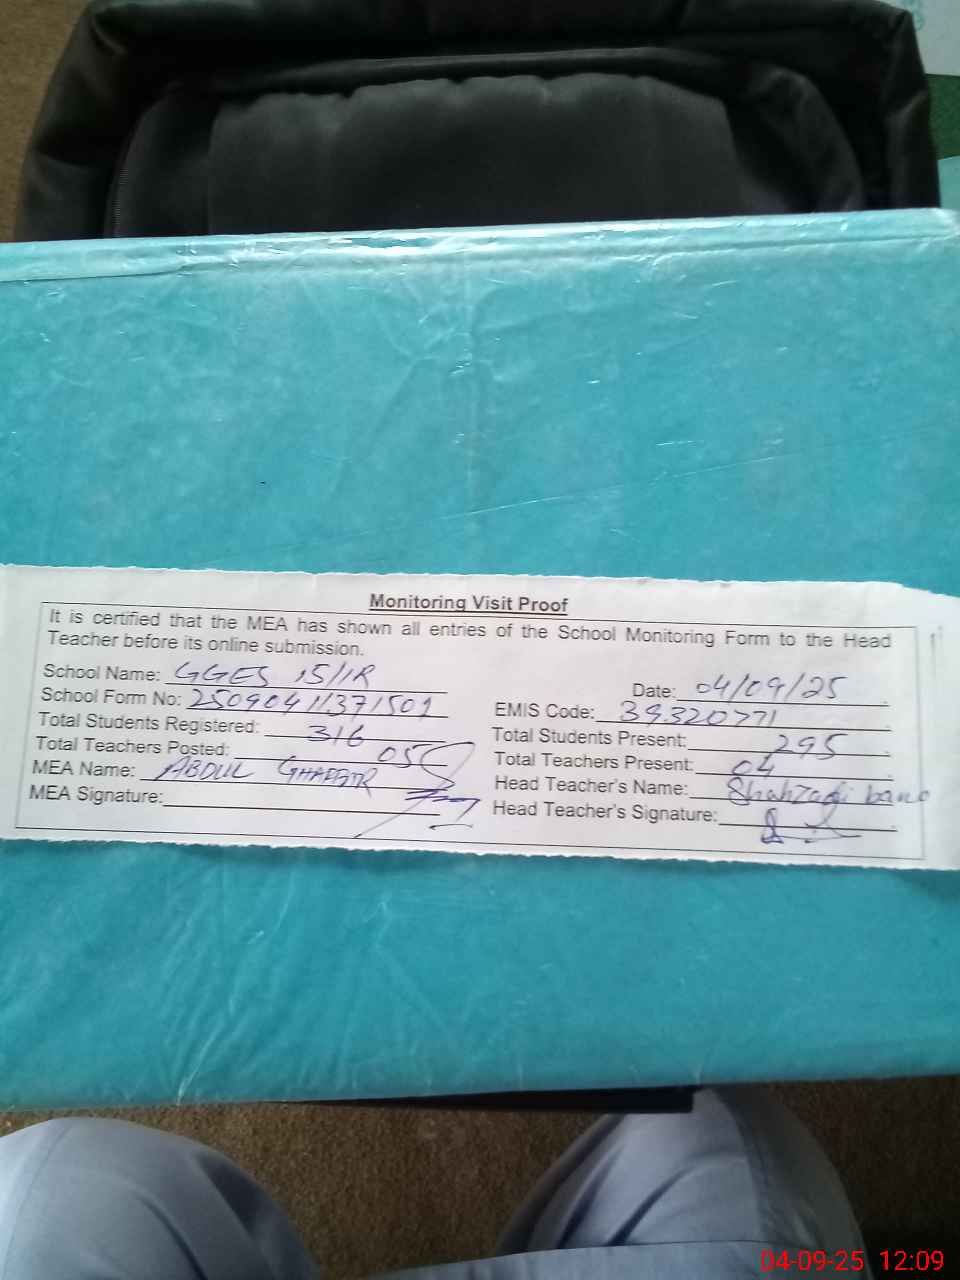 Monitoring Visit Proof
It is certified that the MEA has shown all entries of the School Monitoring Form to the Head
Teacher before its online submission.
School Name: GGES 15/1R
Date: 04/09/25
School Form No: 25090411371501
EMIS Code: 39320771
Total Students Registered: 316
Total Students Present: 295
Total Teachers Posted: 05
Total Teachers Present: 04
MEA Name: ABDUL GHAFFAR
Head Teacher's Name: Shahzadi bano
MEA Signature:
Head Teacher's Signature:
04-09-25 12:09